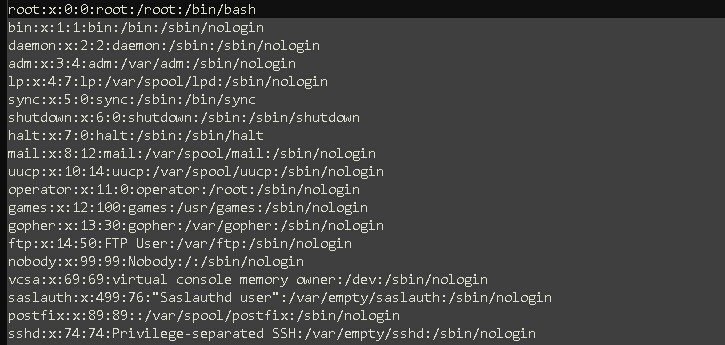 root:x:0:0:root:/root:/bin/bash
bin:x:1:1:bin:/bin:/sbin/nologin
daemon:x:2:2:daemon:/sbin:/sbin/nologin
adm:x:3:4:adm:/var/adm:/sbin/nologin
lp:x:4:7:lp:/var/spool/lpd:/sbin/nologin
sync:x:5:0:sync:/sbin:/bin/sync
shutdown:x:6:0:shutdown:/sbin:/sbin/shutdown
halt:x:7:0:halt:/sbin:/sbin/halt
mail:x:8:12:mail:/var/spool/mail:/sbin/nologin
uucp:x:10:14:uucp:/var/spool/uucp:/sbin/nologin
operator:x:11:0:operator:/root:/sbin/nologin
games:x:12:100:games:/usr/games:/sbin/nologin
gopher:x:13:30:gopher:/var/gopher:/sbin/nologin
ftp:x:14:50:FTP User:/var/ftp:/sbin/nologin
nobody:x:99:99:Nobody:/:/sbin/nologin
vcsa:x:69:69:virtual console memory owner:/dev:/sbin/nologin
saslauth:x:499:76:"Saslauthd user":/var/empty/saslauth:/sbin/nologin
postfix:x:89:89::/var/spool/postfix:/sbin/nologin
sshd:x:74:74:Privilege-separated SSH:/var/empty/sshd:/sbin/nologin